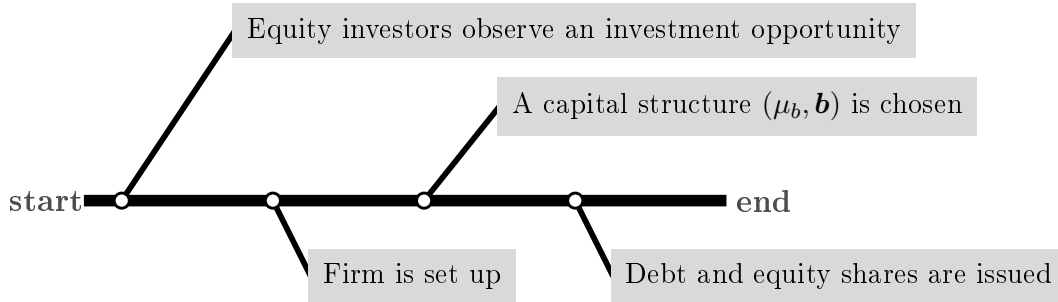 Equity investors observe an investment opportunity
A capital structure (μ_b, b) is chosen
start
end
Firm is set up
Debt and equity shares are issued